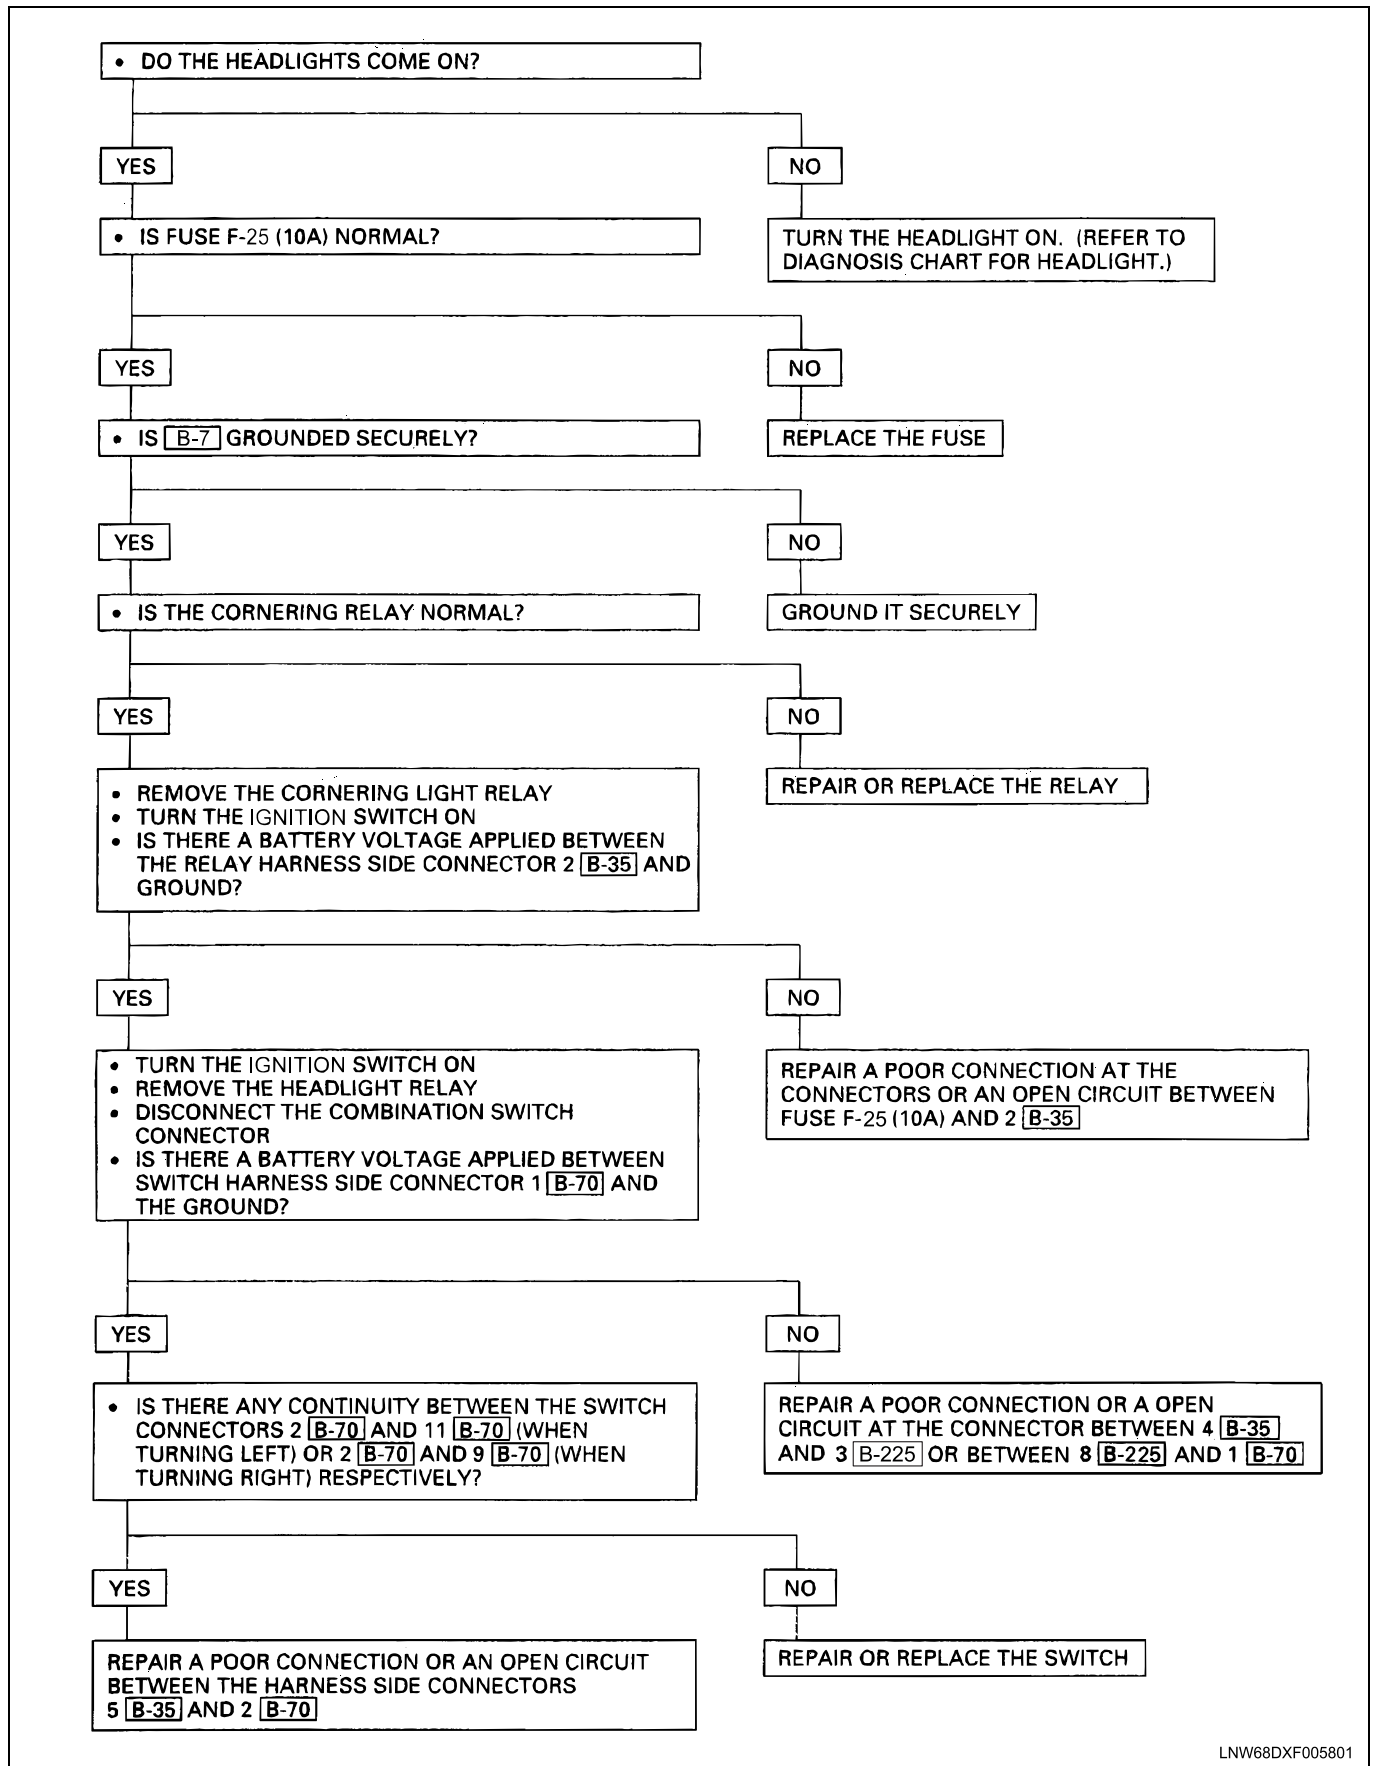 • DO THE HEADLIGHTS COME ON?
YES
NO
• IS FUSE F-25 (10A) NORMAL?
TURN THE HEADLIGHT ON. (REFER TO
DIAGNOSIS CHART FOR HEADLIGHT.)
YES
NO
• IS B-7 GROUNDED SECURELY?
REPLACE THE FUSE
YES
NO
• IS THE CORNERING RELAY NORMAL?
GROUND IT SECURELY
YES
NO
• REMOVE THE CORNERING LIGHT RELAY
• TURN THE IGNITION SWITCH ON
• IS THERE A BATTERY VOLTAGE APPLIED BETWEEN
THE RELAY HARNESS SIDE CONNECTOR 2 B-35 AND
GROUND?
REPAIR OR REPLACE THE RELAY
YES
NO
• TURN THE IGNITION SWITCH ON
• REMOVE THE HEADLIGHT RELAY
• DISCONNECT THE COMBINATION SWITCH
CONNECTOR
• IS THERE A BATTERY VOLTAGE APPLIED BETWEEN
SWITCH HARNESS SIDE CONNECTOR 1 B-70 AND
THE GROUND?
REPAIR A POOR CONNECTION AT THE
CONNECTORS OR AN OPEN CIRCUIT BETWEEN
FUSE F-25 (10A) AND 2 B-35
YES
NO
• IS THERE ANY CONTINUITY BETWEEN THE SWITCH
CONNECTORS 2 B-70 AND 11 B-70 (WHEN
TURNING LEFT) OR 2 B-70 AND 9 B-70 (WHEN
TURNING RIGHT) RESPECTIVELY?
REPAIR A POOR CONNECTION OR A OPEN
CIRCUIT AT THE CONNECTOR BETWEEN 4 B-35
AND 3 B-225 OR BETWEEN 8 B-225 AND 1 B-70
YES
NO
REPAIR A POOR CONNECTION OR AN OPEN CIRCUIT
BETWEEN THE HARNESS SIDE CONNECTORS
5 B-35 AND 2 B-70
REPAIR OR REPLACE THE SWITCH
LNW68DXF005801